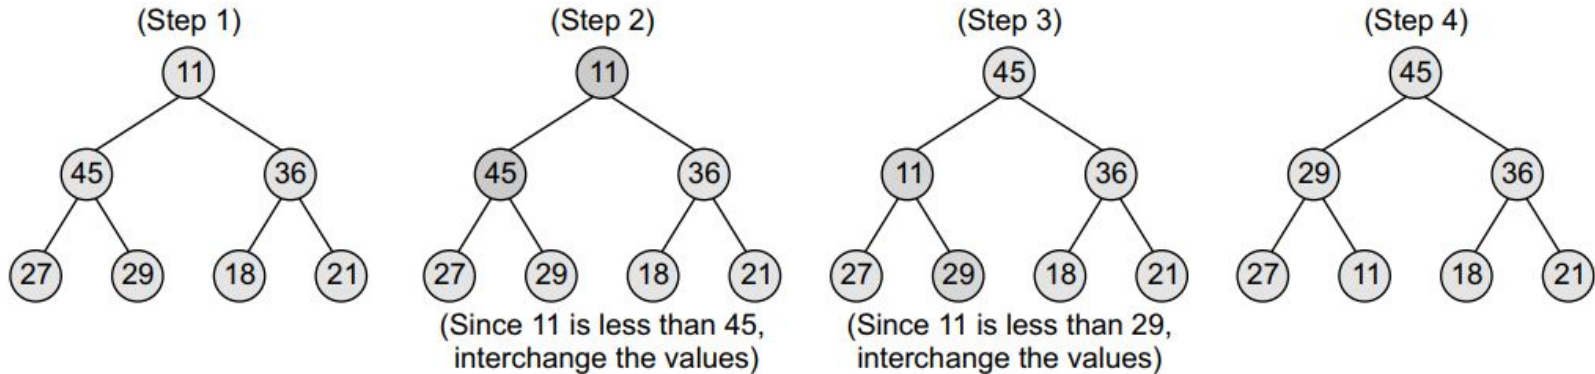 (Step 1) (Step 2) (Step 3) (Step 4)
11 11 45 45
45 36 45 36 11 36 29 36
27 29 18 21 27 29 18 21 27 29 18 21 27 11 18 21
(Since 11 is less than 45, (Since 11 is less than 29,
interchange the values) interchange the values)